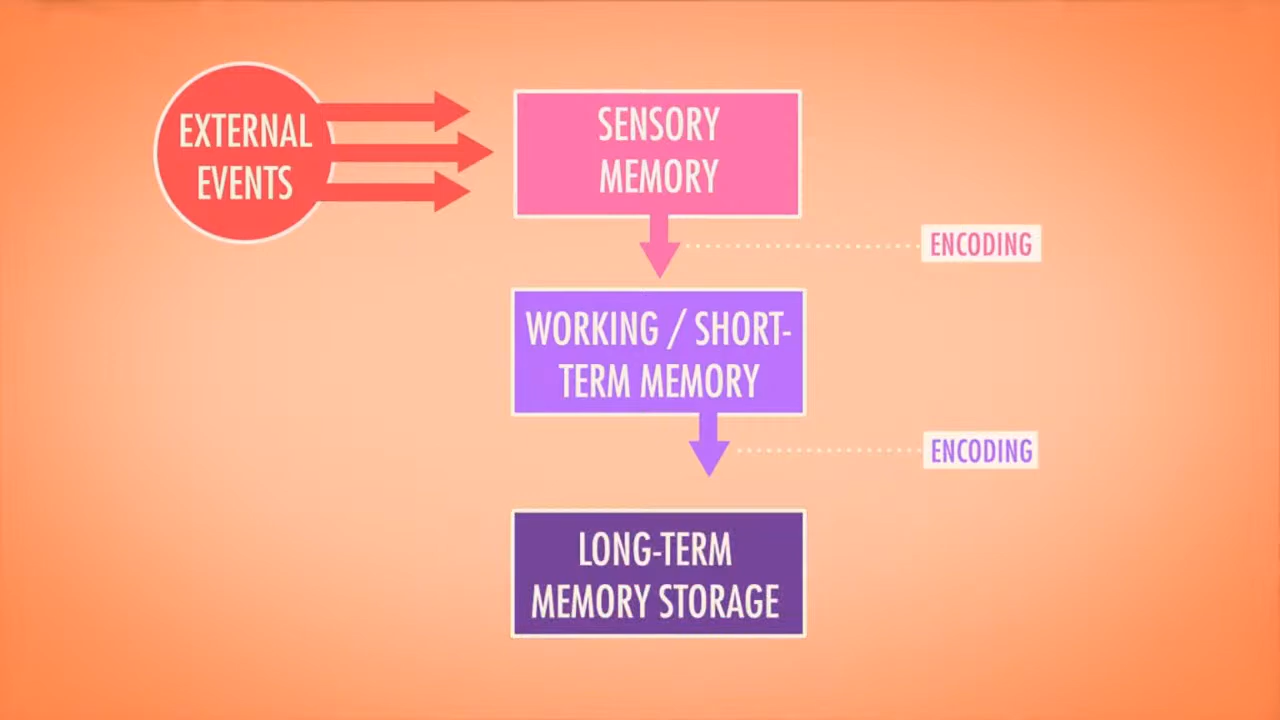 EXTERNAL
EVENTS
SENSORY
MEMORY
ENCODING
WORKING / SHORT-
TERM MEMORY
ENCODING
LONG-TERM
MEMORY STORAGE